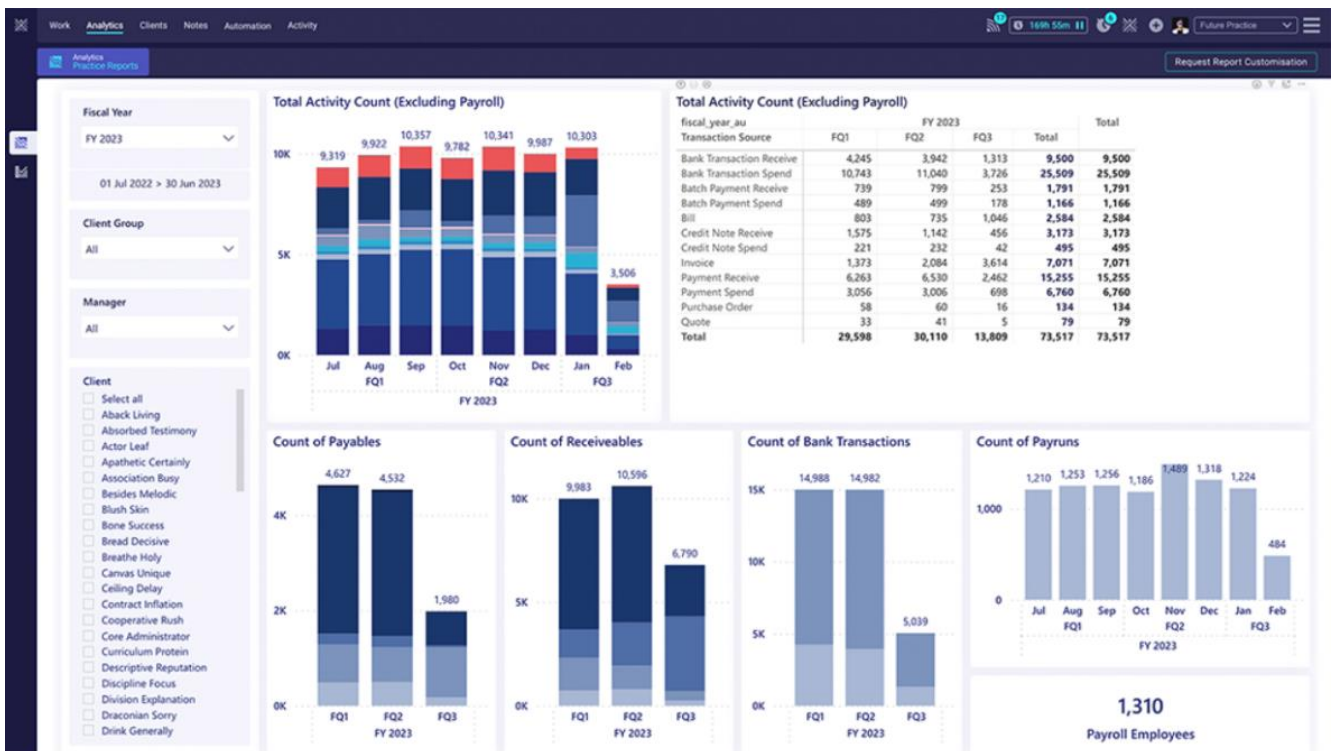 Work Analytics Clients Notes Automation Activity
17
169h 55m
6
Future Practice
Analytics
Practice Reports
Request Report Customisation
Fiscal Year
FY 2023
01 Jul 2022 > 30 Jun 2023
Client Group
All
Manager
All
Client
Select all
Aback Living
Absorbed Testimony
Actor Leaf
Apathetic Certainly
Association Busy
Besides Melodic
Blush Skin
Bone Success
Bread Decisive
Breathe Holy
Canvas Unique
Ceiling Delay
Contract Inflation
Cooperative Rush
Core Administrator
Curriculum Protein
Descriptive Reputation
Discipline Focus
Division Explanation
Draconian Sorry
Drink Generally
Total Activity Count (Excluding Payroll)
10K
5K
0K
9,319 9,922 10,357 9,782 10,341 9,987 10,303 3,506
Jul Aug Sep Oct Nov Dec Jan Feb
FQ1 FQ2 FQ3
FY 2023
Total Activity Count (Excluding Payroll)
fiscal_year_au FY 2023 Total
Transaction Source FQ1 FQ2 FQ3 Total
Bank Transaction Receive 4,245 3,942 1,313 9,500 9,500
Bank Transaction Spend 10,743 11,040 3,726 25,509 25,509
Batch Payment Receive 739 799 253 1,791 1,791
Batch Payment Spend 489 499 178 1,166 1,166
Bill 803 735 1,046 2,584 2,584
Credit Note Receive 1,575 1,142 456 3,173 3,173
Credit Note Spend 221 232 42 495 495
Invoice 1,373 2,084 3,614 7,071 7,071
Payment Receive 6,263 6,530 2,462 15,255 15,255
Payment Spend 3,056 3,006 698 6,760 6,760
Purchase Order 58 60 16 134 134
Quote 33 41 5 79 79
Total 29,598 30,110 13,809 73,517 73,517
Count of Payables
4K
2K
0K
4,627 4,532 1,980
FQ1 FQ2 FQ3
FY 2023
Count of Receiveables
10K
5K
0K
9,983 10,596 6,790
FQ1 FQ2 FQ3
FY 2023
Count of Bank Transactions
15K
10K
5K
0K
14,988 14,982 5,039
FQ1 FQ2 FQ3
FY 2023
Count of Payruns
1,000
0
1,210 1,253 1,256 1,186 1,489 1,318 1,224 484
Jul Aug Sep Oct Nov Dec Jan Feb
FQ1 FQ2 FQ3
FY 2023
1,310
Payroll Employees